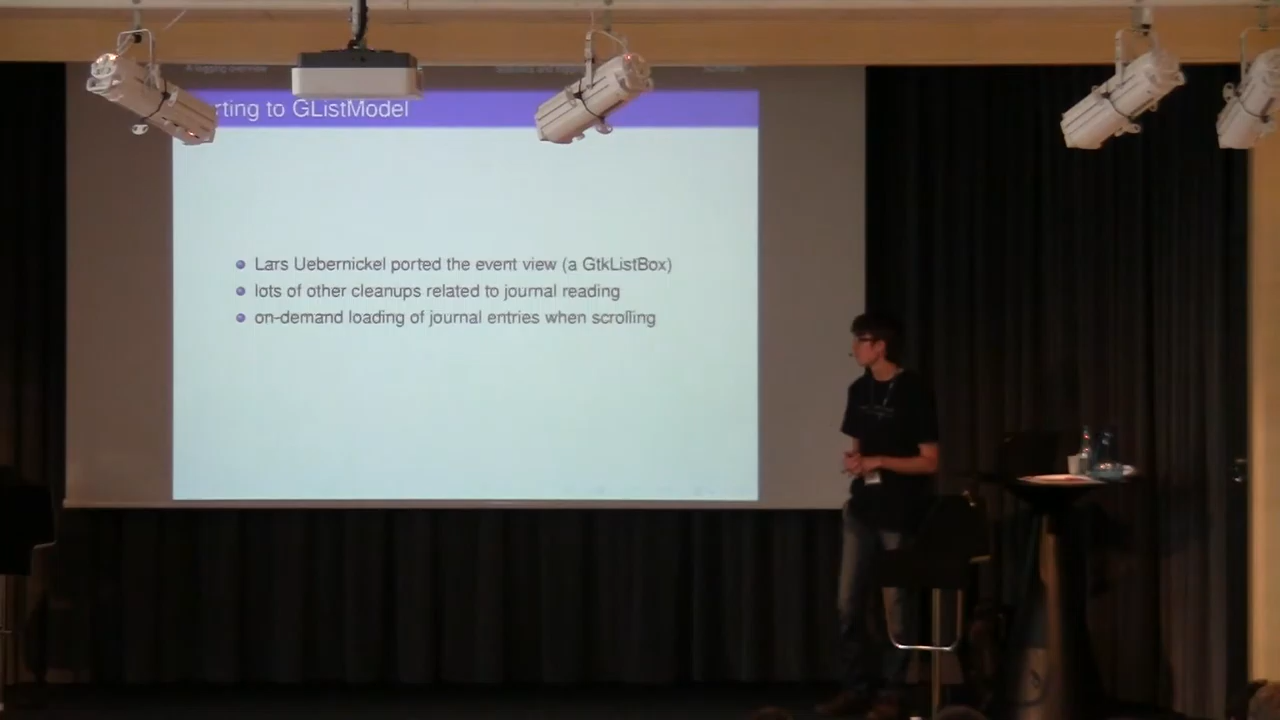 rting to GListModel
Lars Uebernickel ported the event view (a GtkListBox)
lots of other cleanups related to journal reading
on-demand loading of journal entries when scrolling